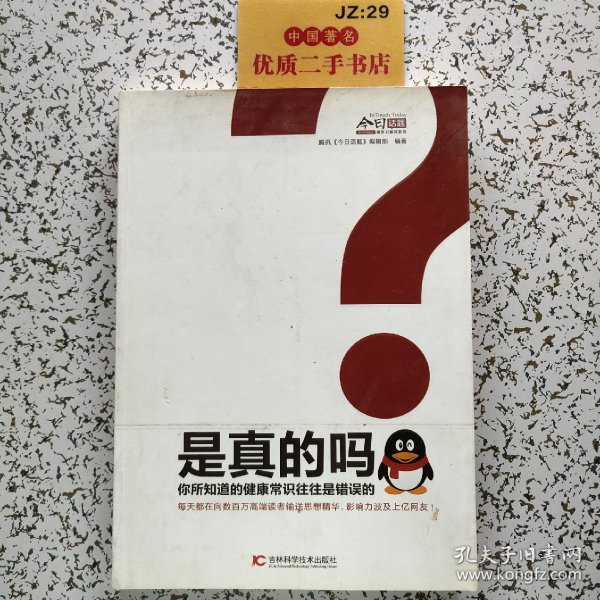 JZ:29
中国著名
优质二手书店
InTouch Today
今日话题
腾讯《今日话题》编辑部 编著
是真的吗
你所知道的健康常识往往是错误的
每天都在向数百万高端读者输送思想精华、影响力波及上亿网友!
吉林科学技术出版社
孔夫子旧书网
www.kongfz.com